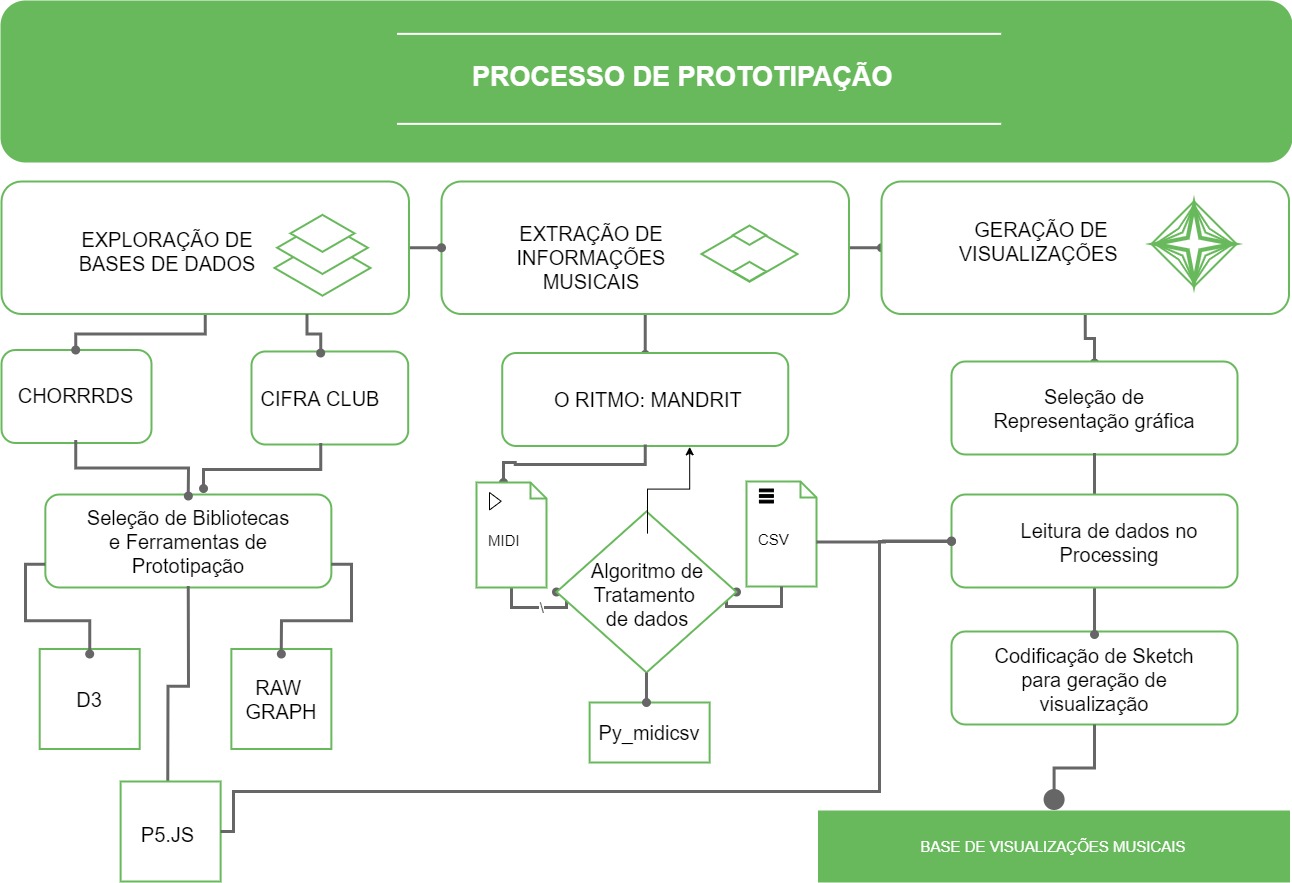 PROCESSO DE PROTOTIPAÇÃO
EXPLORAÇÃO DE
BASES DE DADOS
EXTRAÇÃO DE
INFORMAÇÕES
MUSICAIS
GERAÇÃO DE
VISUALIZAÇÕES
CHORRRDS
CIFRA CLUB
O RITMO: MANDRIT
Seleção de
Representação gráfica
Seleção de Bibliotecas
e Ferramentas de
Prototipação
MIDI
CSV
Algoritmo de
Tratamento
de dados
Leitura de dados no
Processing
D3
RAW
GRAPH
Py_midicsv
Codificação de Sketch
para geração de
visualização
P5.JS
BASE DE VISUALIZAÇÕES MUSICAIS